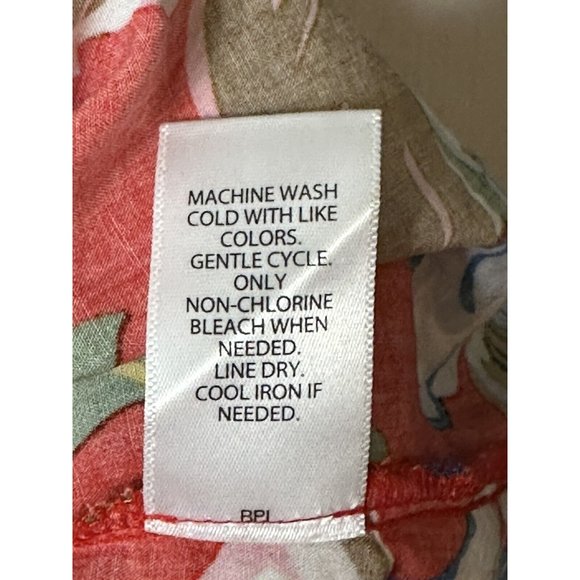 MACHINE WASH
COLD WITH LIKE
COLORS.
GENTLE CYCLE.
ONLY
NON-CHLORINE
BLEACH WHEN
NEEDED.
LINE DRY.
COOL IRON IF
NEEDED.